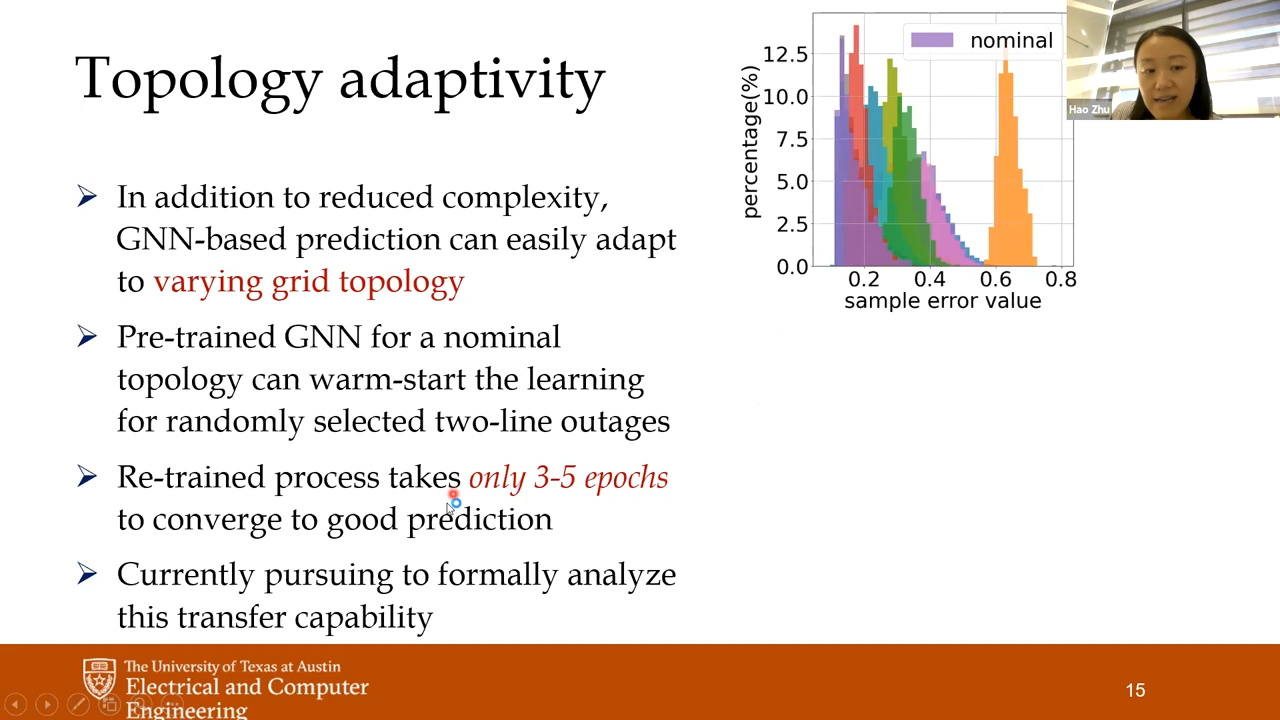 Topology adaptivity
In addition to reduced complexity,
GNN-based prediction can easily adapt
to varying grid topology
Pre-trained GNN for a nominal
topology can warm-start the learning
for randomly selected two-line outages
Re-trained process takes only 3-5 epochs
to converge to good prediction
Currently pursuing to formally analyze
this transfer capability
nominal
percentage(%)
12.5
10.0
7.5
5.0
2.5
0.0
0.2 0.4 0.6 0.8
sample error value
Hao Zhu
The University of Texas at Austin
Electrical and Computer
Engineering
15